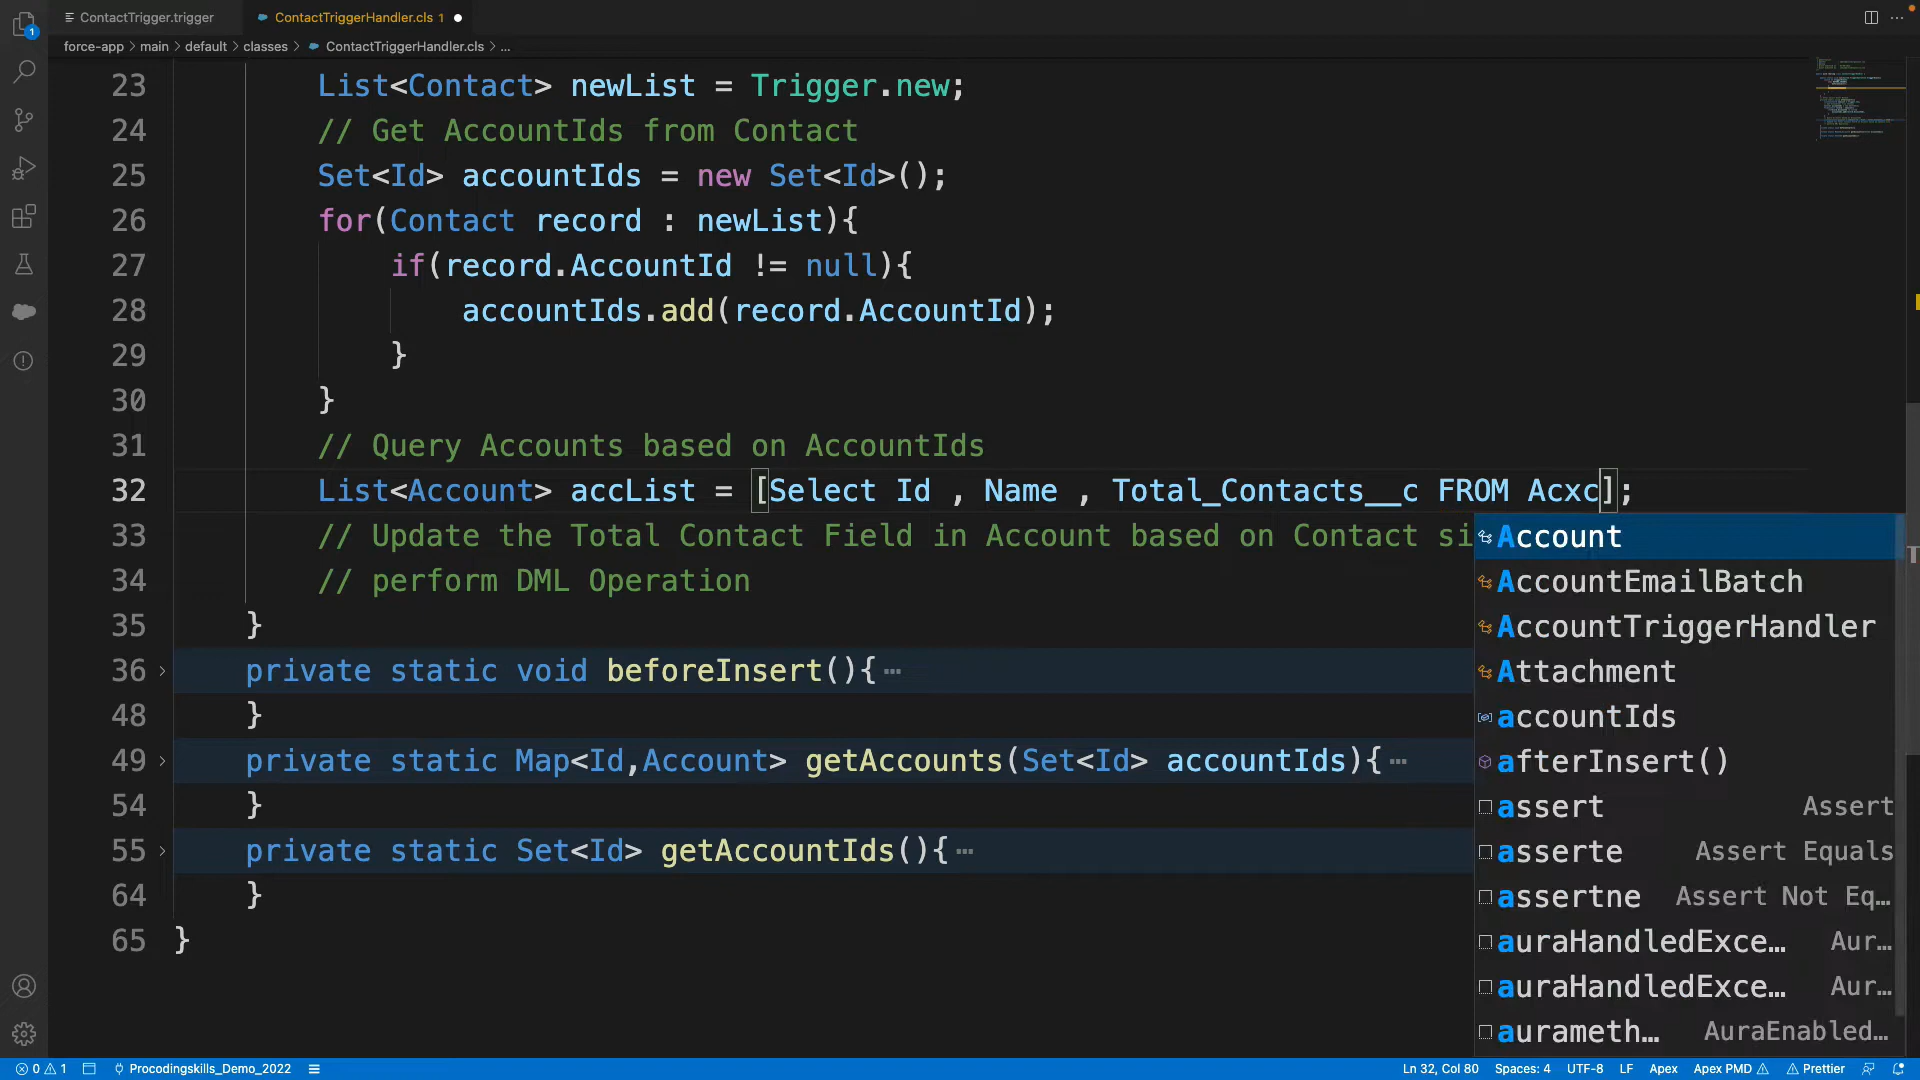 ContactTrigger.trigger ContactTriggerHandler.cls 1
force-app > main > default > classes > ContactTriggerHandler.cls > ...
23 List<Contact> newList = Trigger.new;
24 // Get AccountIds from Contact
25 Set<Id> accountIds = new Set<Id>();
26 for(Contact record : newList){
27 if(record.AccountId != null){
28 accountIds.add(record.AccountId);
29 }
30 }
31 // Query Accounts based on AccountIds
32 List<Account> accList = [Select Id , Name , Total_Contacts__c FROM Acxc];
33 // Update the Total Contact Field in Account based on Contact si
34 // perform DML Operation
35 }
36 private static void beforeInsert(){ ⋯
48 }
49 private static Map<Id,Account> getAccounts(Set<Id> accountIds){ ⋯
54 }
55 private static Set<Id> getAccountIds(){ ⋯
64 }
65 }
Account
AccountEmailBatch
AccountTriggerHandler
Attachment
accountIds
afterInsert()
assert Assert
asserte Assert Equals
assertne Assert Not Eq…
auraHandledExce… Aur…
auraHandledExce… Aur…
aurameth… AuraEnabled…
1
0 1 Procodingskills_Demo_2022 Ln 32, Col 80 Spaces: 4 UTF-8 LF Apex Apex PMD Prettier